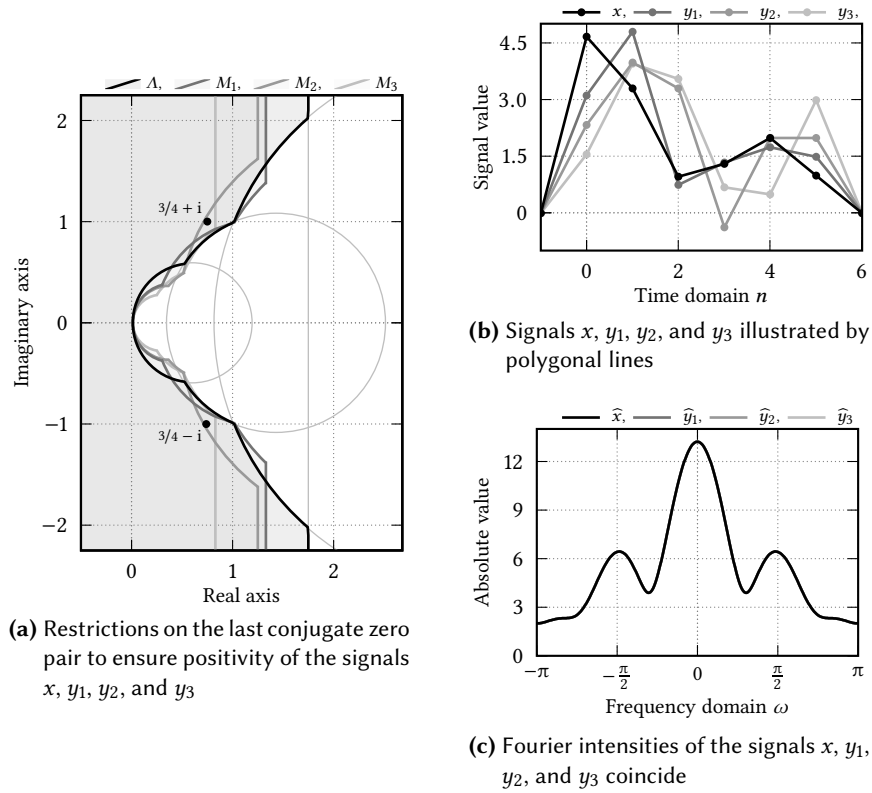 Λ, M₁, M₂, M₃
2
1
0
−1
−2
3/4 + i
3/4 − i
0 1 2
Imaginary axis
Real axis
(a) Restrictions on the last conjugate zero
pair to ensure positivity of the signals
x, y₁, y₂, and y₃
x, y₁, y₂, y₃,
4.5
3.0
1.5
0
0 2 4 6
Signal value
Time domain n
(b) Signals x, y₁, y₂, and y₃ illustrated by
polygonal lines
x̂, ŷ₁, ŷ₂, ŷ₃
12
9
6
3
0
−π −π/2 0 π/2 π
Absolute value
Frequency domain ω
(c) Fourier intensities of the signals x, y₁,
y₂, and y₃ coincide